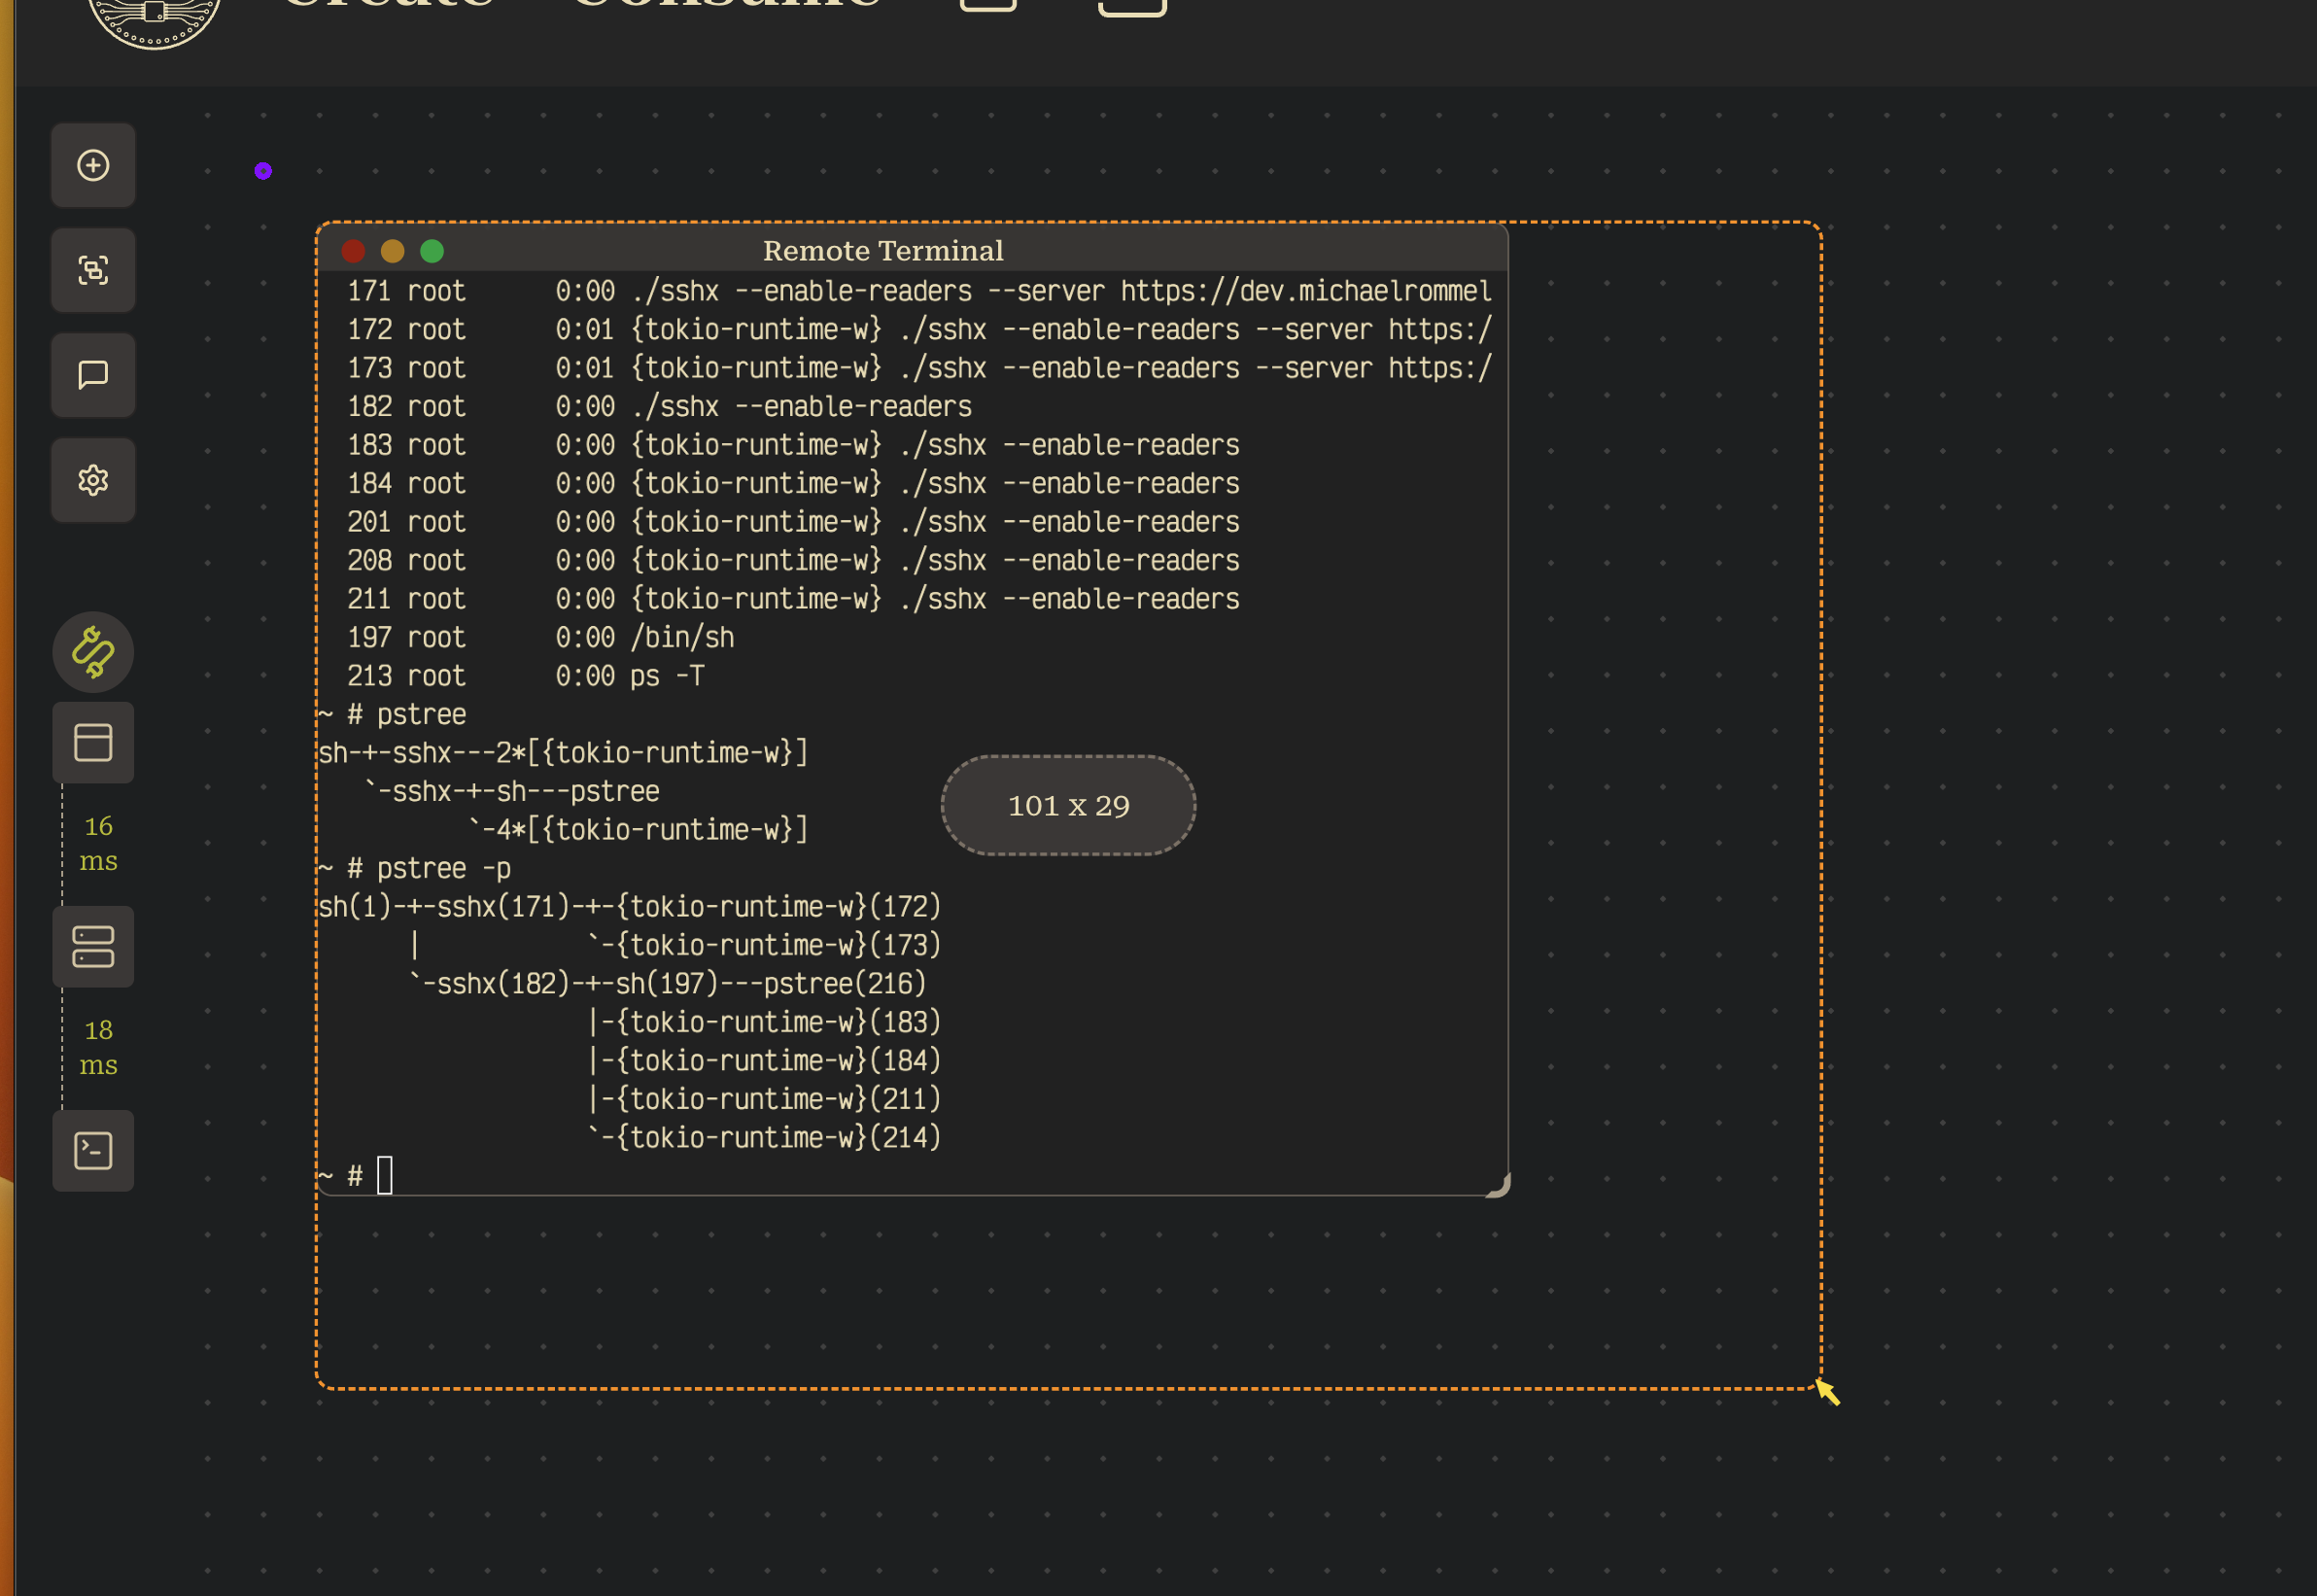 Remote Terminal
171 root      0:00 ./sshx --enable-readers --server https://dev.michaelrommel
172 root      0:01 {tokio-runtime-w} ./sshx --enable-readers --server https:/
173 root      0:01 {tokio-runtime-w} ./sshx --enable-readers --server https:/
182 root      0:00 ./sshx --enable-readers
183 root      0:00 {tokio-runtime-w} ./sshx --enable-readers
184 root      0:00 {tokio-runtime-w} ./sshx --enable-readers
201 root      0:00 {tokio-runtime-w} ./sshx --enable-readers
208 root      0:00 {tokio-runtime-w} ./sshx --enable-readers
211 root      0:00 {tokio-runtime-w} ./sshx --enable-readers
197 root      0:00 /bin/sh
213 root      0:00 ps -T
~ # pstree
sh-+-sshx---2*[{tokio-runtime-w}]
   `-sshx-+-sh---pstree
          `-4*[{tokio-runtime-w}]
~ # pstree -p
sh(1)-+-sshx(171)-+-{tokio-runtime-w}(172)
      |           `-{tokio-runtime-w}(173)
      `-sshx(182)-+-sh(197)---pstree(216)
                  |-{tokio-runtime-w}(183)
                  |-{tokio-runtime-w}(184)
                  |-{tokio-runtime-w}(211)
                  `-{tokio-runtime-w}(214)
~ #
101 x 29
16
ms
18
ms